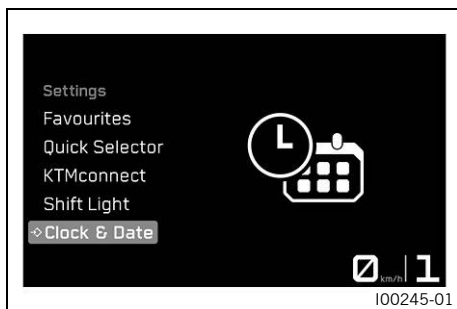 Settings
Favourites
Quick Selector
KTMconnect
Shift Light
Clock & Date
0 km/h 1
I00245-01